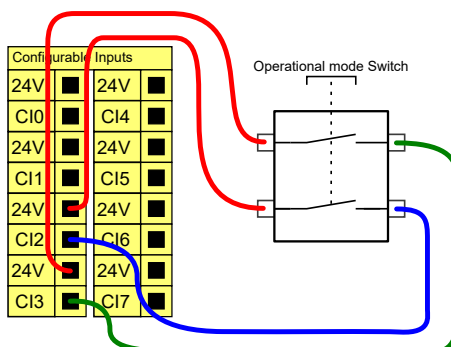 Configurable Inputs
24V 24V
CI0 CI4
24V 24V
CI1 CI5
24V 24V
CI2 CI6
24V 24V
CI3 CI7
Operational mode Switch